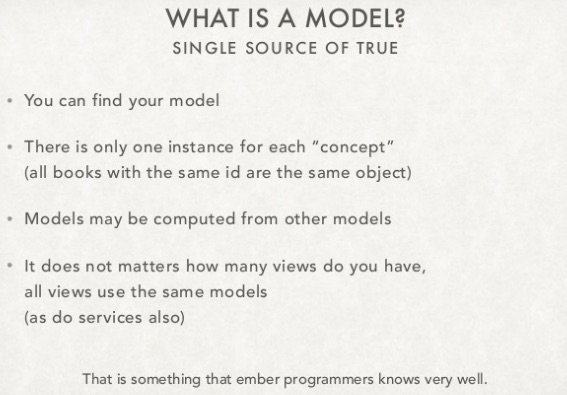 WHAT IS A MODEL?
SINGLE SOURCE OF TRUE
• You can find your model
• There is only one instance for each “concept”
(all books with the same id are the same object)
• Models may be computed from other models
• It does not matters how many views do you have,
all views use the same models
(as do services also)
That is something that ember programmers knows very well.